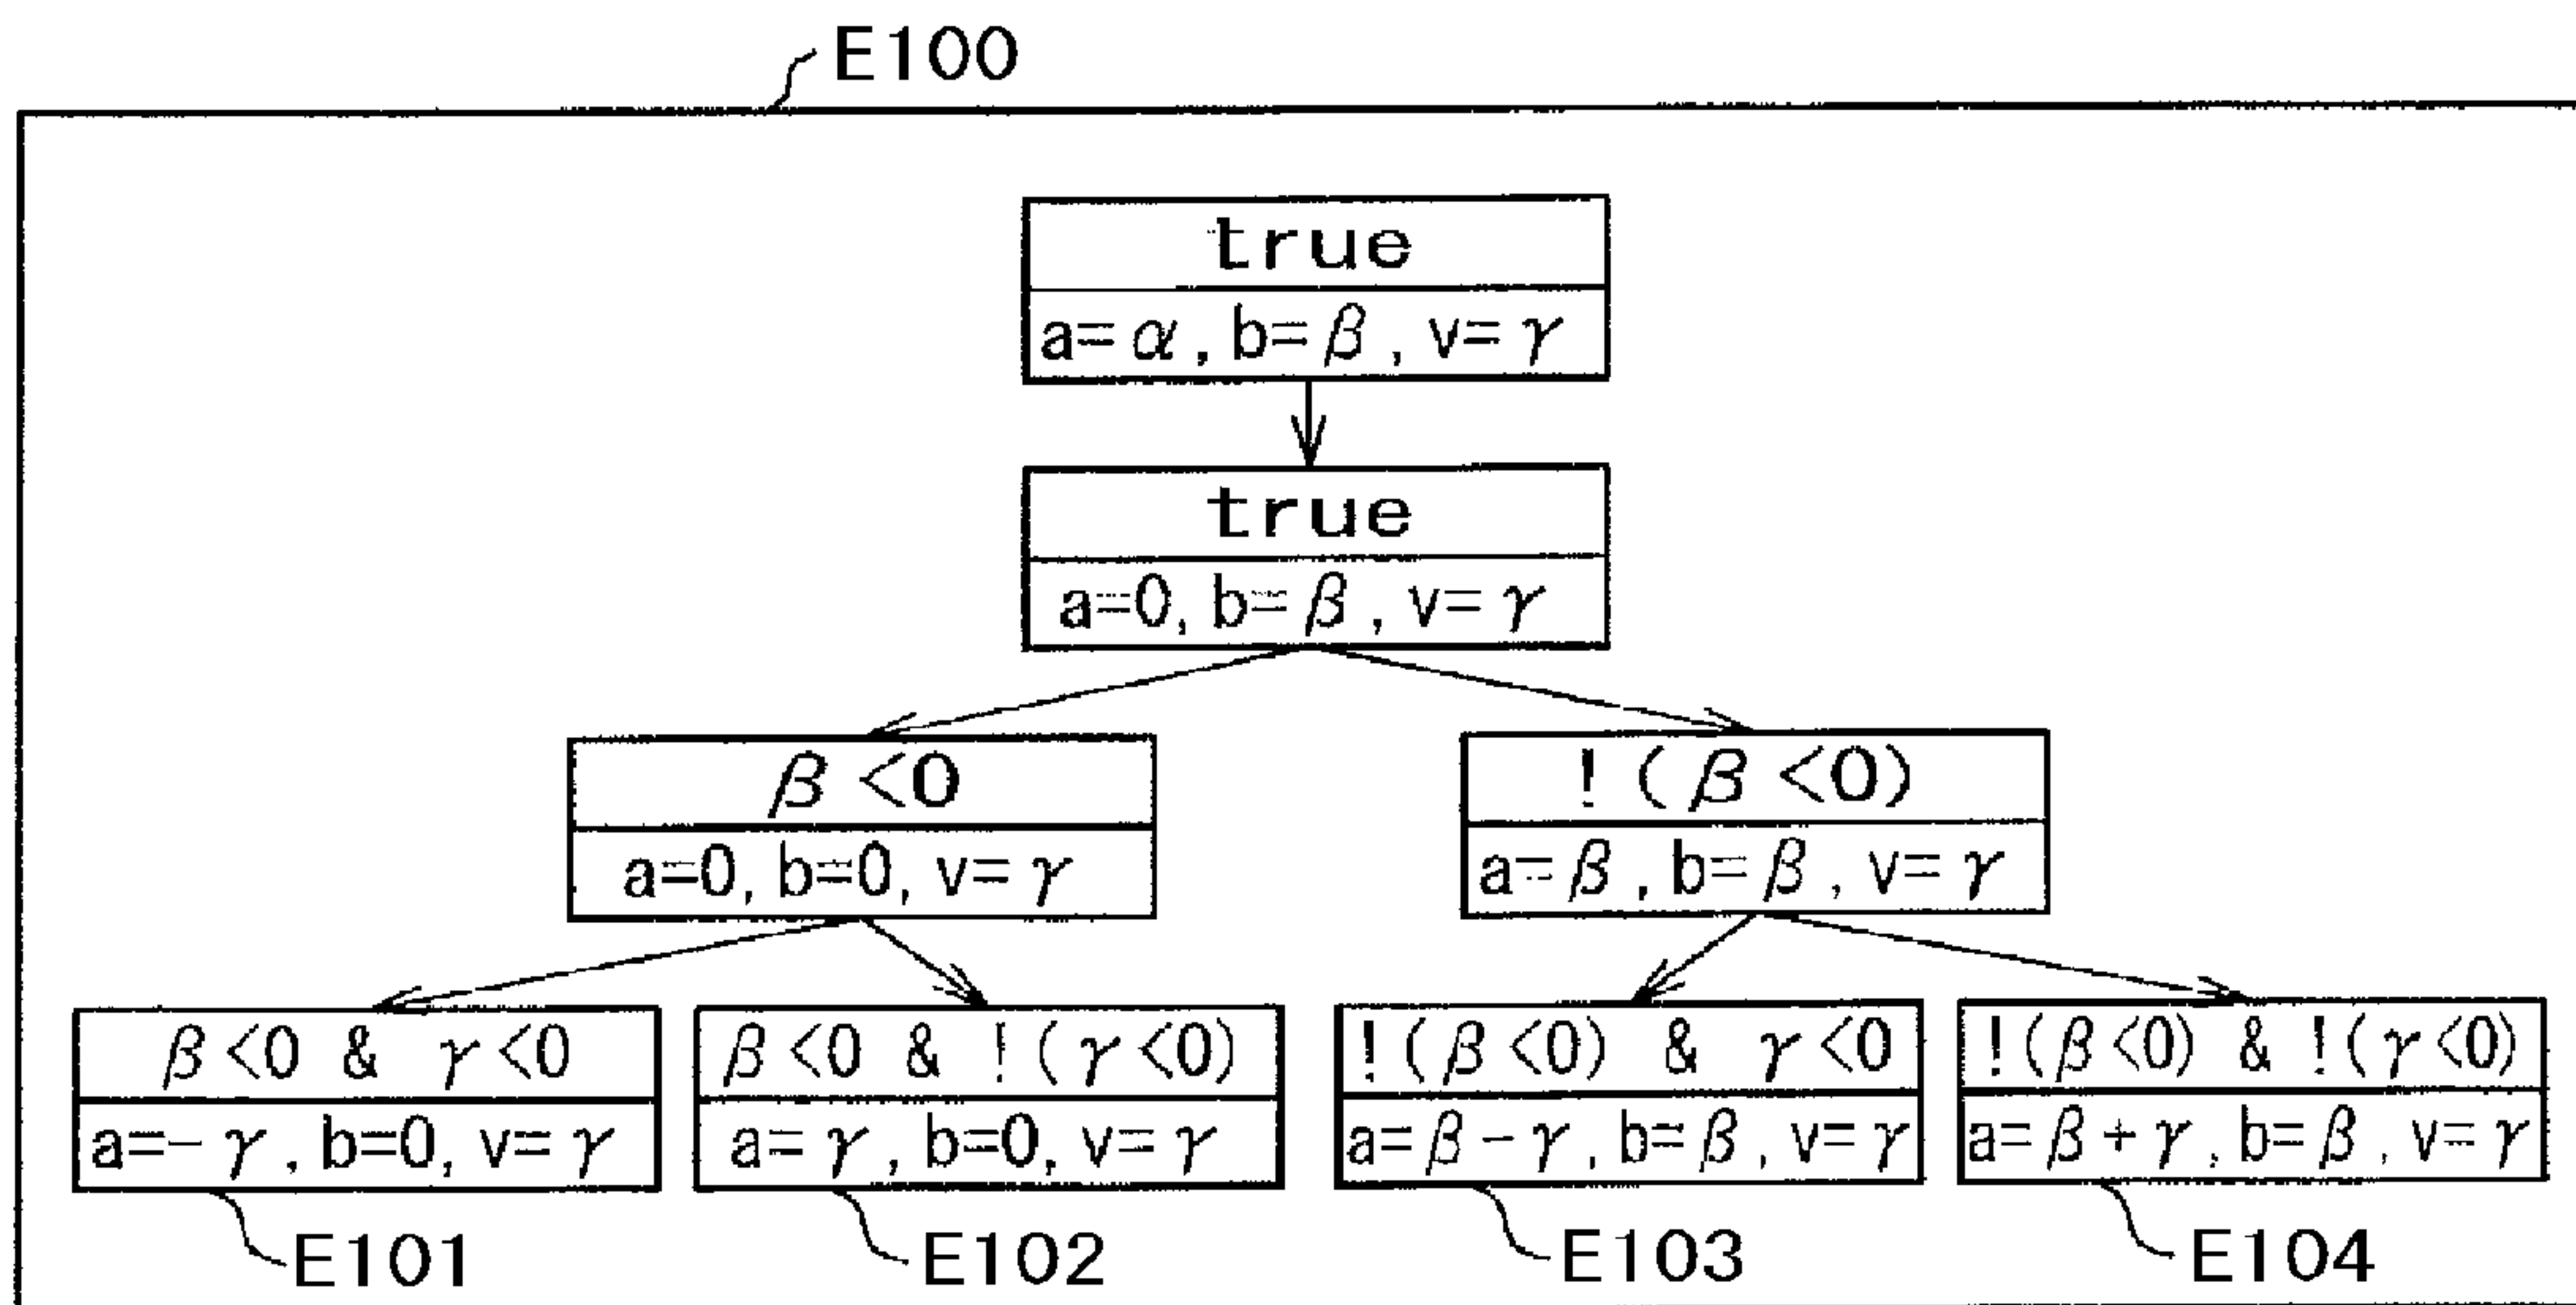 E100
true
a=α, b=β, v=γ
true
a=0, b=β, v=γ
β<0
a=0, b=0, v=γ
!(β<0)
a=β, b=β, v=γ
β<0 & γ<0
a=-γ, b=0, v=γ
β<0 & !(γ<0)
a=γ, b=0, v=γ
!(β<0) & γ<0
a=β-γ, b=β, v=γ
!(β<0) & !(γ<0)
a=β+γ, b=β, v=γ
E101
E102
E103
E104